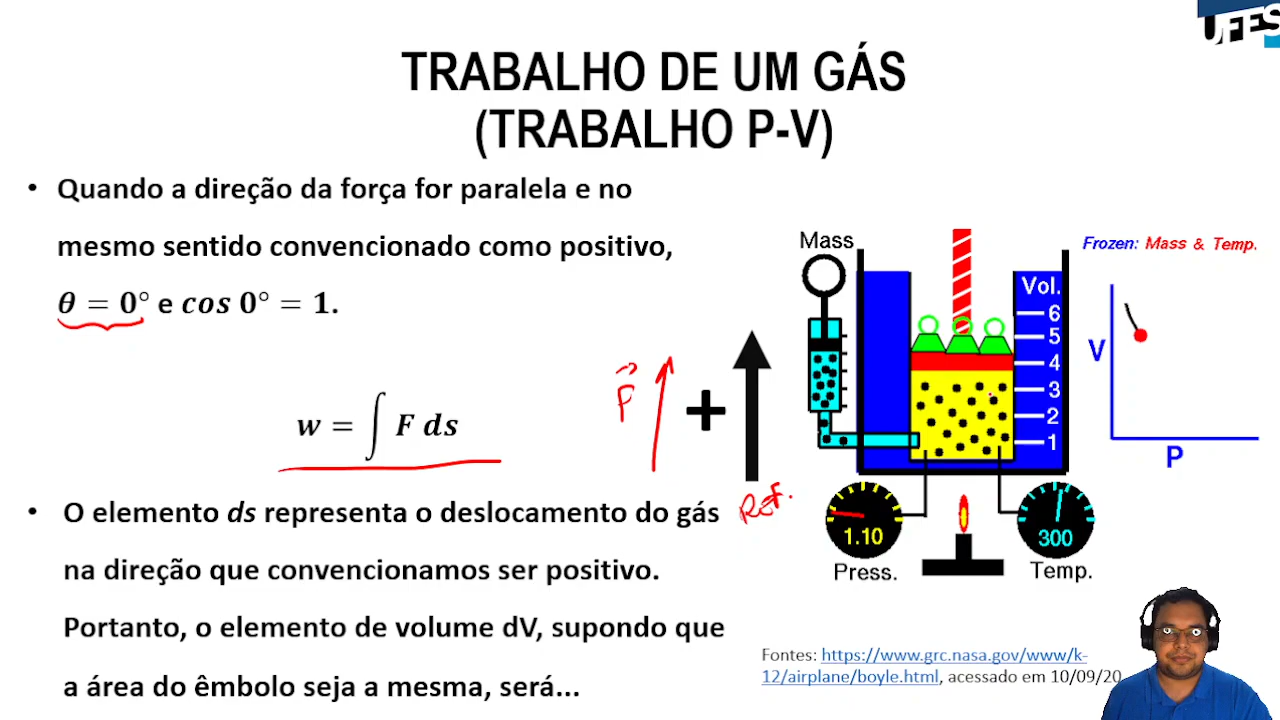 UFES
TRABALHO DE UM GÁS
(TRABALHO P-V)
• Quando a direção da força for paralela e no
mesmo sentido convencionado como positivo,
θ = 0° e cos 0° = 1.
w = ∫ F ds
• O elemento ds representa o deslocamento do gás
na direção que convencionamos ser positivo.
Portanto, o elemento de volume dV, supondo que
a área do êmbolo seja a mesma, será...
F
+
Ref.
Mass
Vol.
6
5
4
3
2
1
1.10
Press.
300
Temp.
Frozen: Mass & Temp.
V
P
Fontes: https://www.grc.nasa.gov/www/k-
12/airplane/boyle.html, acessado em 10/09/20